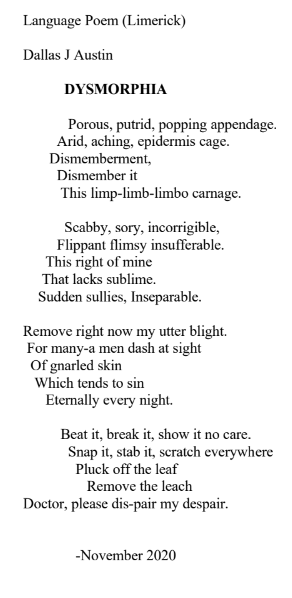 Language Poem (Limerick)
Dallas J Austin
DYSMORPHIA
Porous, putrid, popping appendage.
Arid, aching, epidermis cage.
Dismemberment,
Dismember it
This limp-limb-limbo carnage.
Scabby, sory, incorrigible,
Flippant flimsy insufferable.
This right of mine
That lacks sublime.
Sudden sullies, Inseparable.
Remove right now my utter blight.
For many-a men dash at sight
Of gnarled skin
Which tends to sin
Eternally every night.
Beat it, break it, show it no care.
Snap it, stab it, scratch everywhere
Pluck off the leaf
Remove the leach
Doctor, please dis-pair my despair.
-November 2020